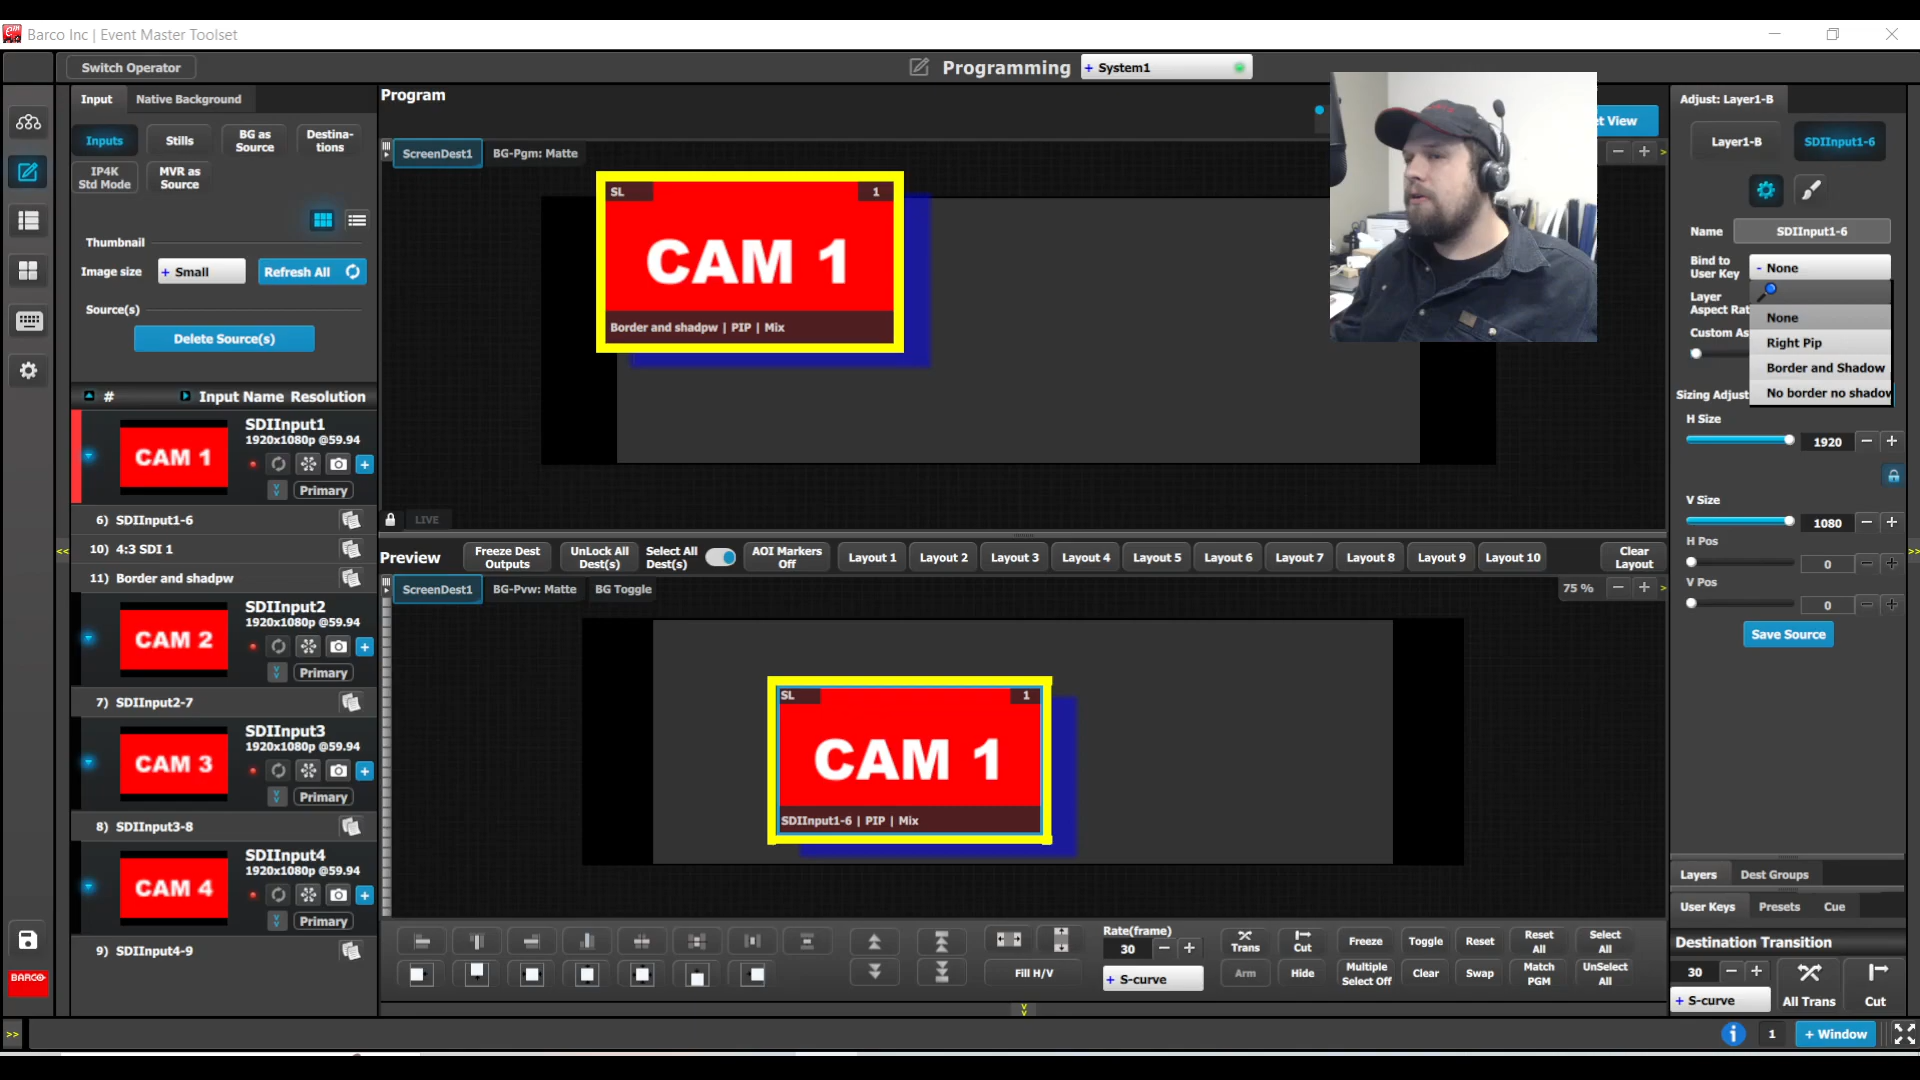 Barco Inc | Event Master Toolset
Switch Operator
Programming
+ System1
Input
Native Background
Inputs
Stills
BG as
Source
Destina-
tions
IP4K
Std Mode
MVR as
Source
Thumbnail
Image size
+ Small
Refresh All
Source(s)
Delete Source(s)
#
Input Name
Resolution
CAM 1
SDIInput1
1920x1080p @59.94
Primary
6) SDIInput1-6
10) 4:3 SDI 1
11) Border and shadpw
CAM 2
SDIInput2
1920x1080p @59.94
Primary
7) SDIInput2-7
CAM 3
SDIInput3
1920x1080p @59.94
Primary
8) SDIInput3-8
CAM 4
SDIInput4
1920x1080p @59.94
Primary
9) SDIInput4-9
BARCO
Program
ScreenDest1
BG-Pgm: Matte
SL
1
CAM 1
Border and shadpw | PIP | Mix
LIVE
Preview
Freeze Dest
Outputs
UnLock All
Dest(s)
Select All
Dest(s)
AOI Markers
Off
Layout 1
Layout 2
Layout 3
Layout 4
Layout 5
Layout 6
Layout 7
Layout 8
Layout 9
Layout 10
Clear
Layout
ScreenDest1
BG-Pvw: Matte
BG Toggle
75 %
SL
1
CAM 1
SDIInput1-6 | PIP | Mix
Fill H/V
Rate(frame)
30
+ S-curve
Trans
Cut
Arm
Hide
Freeze
Toggle
Reset
Reset
All
Select
All
Multiple
Select Off
Clear
Swap
Match
PGM
UnSelect
All
t View
Adjust: Layer1-B
Layer1-B
SDIInput1-6
Name
SDIInput1-6
Bind to
User Key
- None
Layer
Aspect Rat
Custom As
None
Right Pip
Border and Shadow
No border no shadow
Sizing Adjust
H Size
1920
V Size
1080
H Pos
0
V Pos
0
Save Source
Layers
Dest Groups
User Keys
Presets
Cue
Destination Transition
30
+ S-curve
All Trans
Cut
1
+ Window